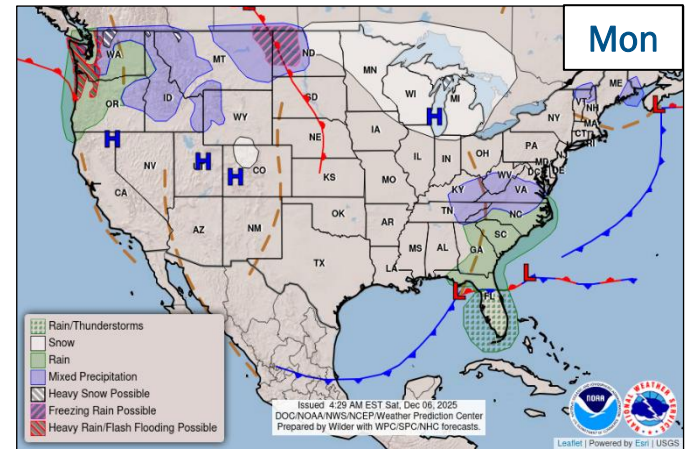 Mon
WA
MT
ND
MN
ME
OR
ID
SD
WI
MI
VT
NH
L
WY
NY
MA
CT
RI
H
H
NE
IA
PA
NV
H
H
CO
IL
IN
OH
MD
DE
DC
WV
CA
KS
MO
KY
VA
AZ
NM
OK
AR
TN
NC
SC
TX
MS
AL
GA
LA
L
L
FL
Rain/Thunderstorms
Snow
Rain
Mixed Precipitation
Heavy Snow Possible
Freezing Rain Possible
Heavy Rain/Flash Flooding Possible
Issued 4:29 AM EST Sat, Dec 06, 2025
DOC/NOAA/NWS/NCEP/Weather Prediction Center
Prepared by Wilder with WPC/SPC/NHC forecasts.
NOAA
NATIONAL WEATHER SERVICE
Leaflet | Powered by Esri | USGS